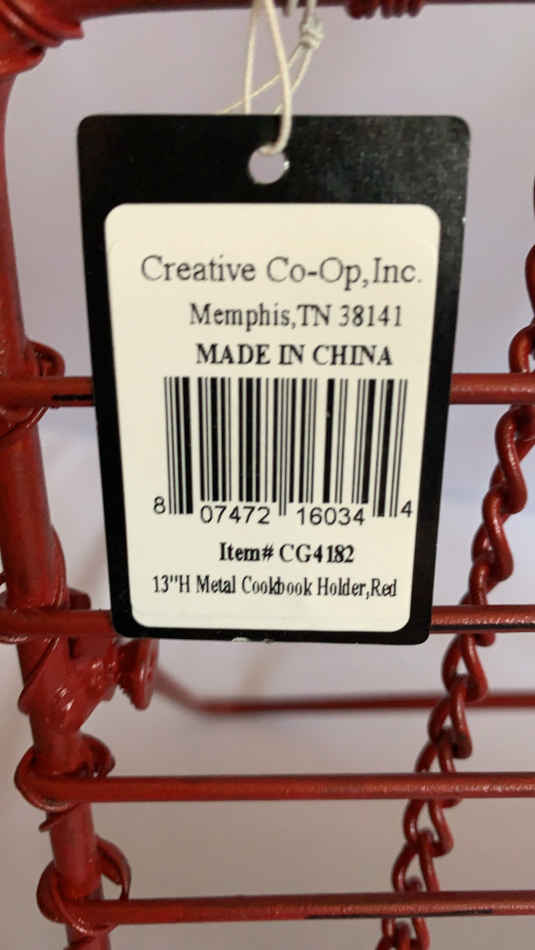 Creative Co-Op,Inc.
Memphis,TN 38141
MADE IN CHINA
8 07472 16034 4
Item# CG4182
13"H Metal Cookbook Holder,Red